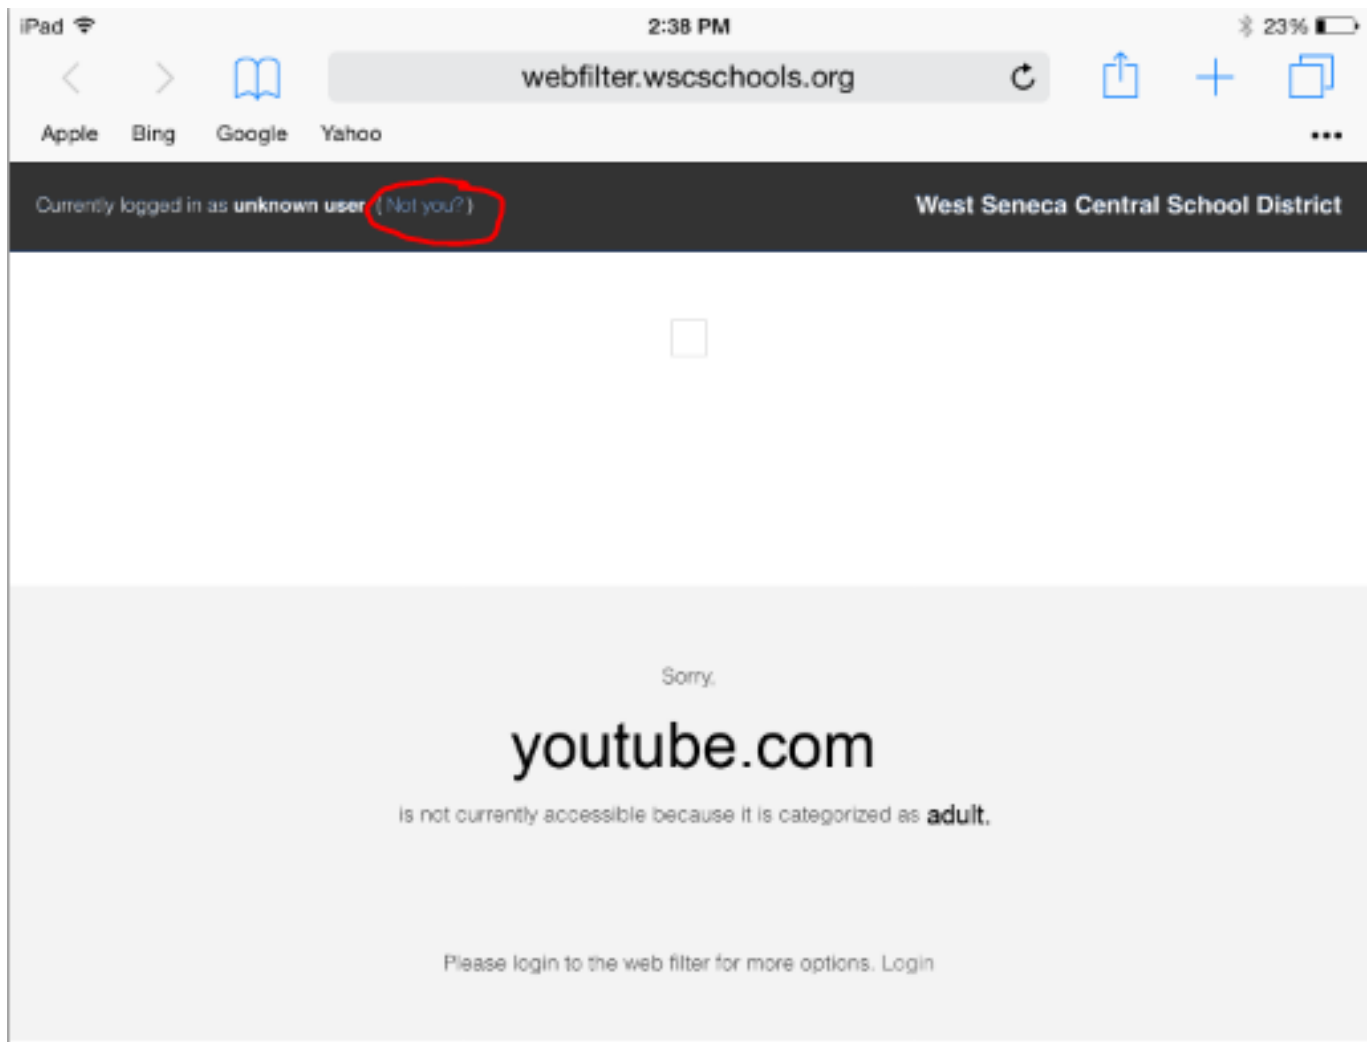 iPad 2:38 PM 23%
webfilter.wscschools.org
Apple Bing Google Yahoo
Currently logged in as unknown user (Not you?) West Seneca Central School District
Sorry,
youtube.com
is not currently accessible because it is categorized as adult.
Please login to the web filter for more options. Login